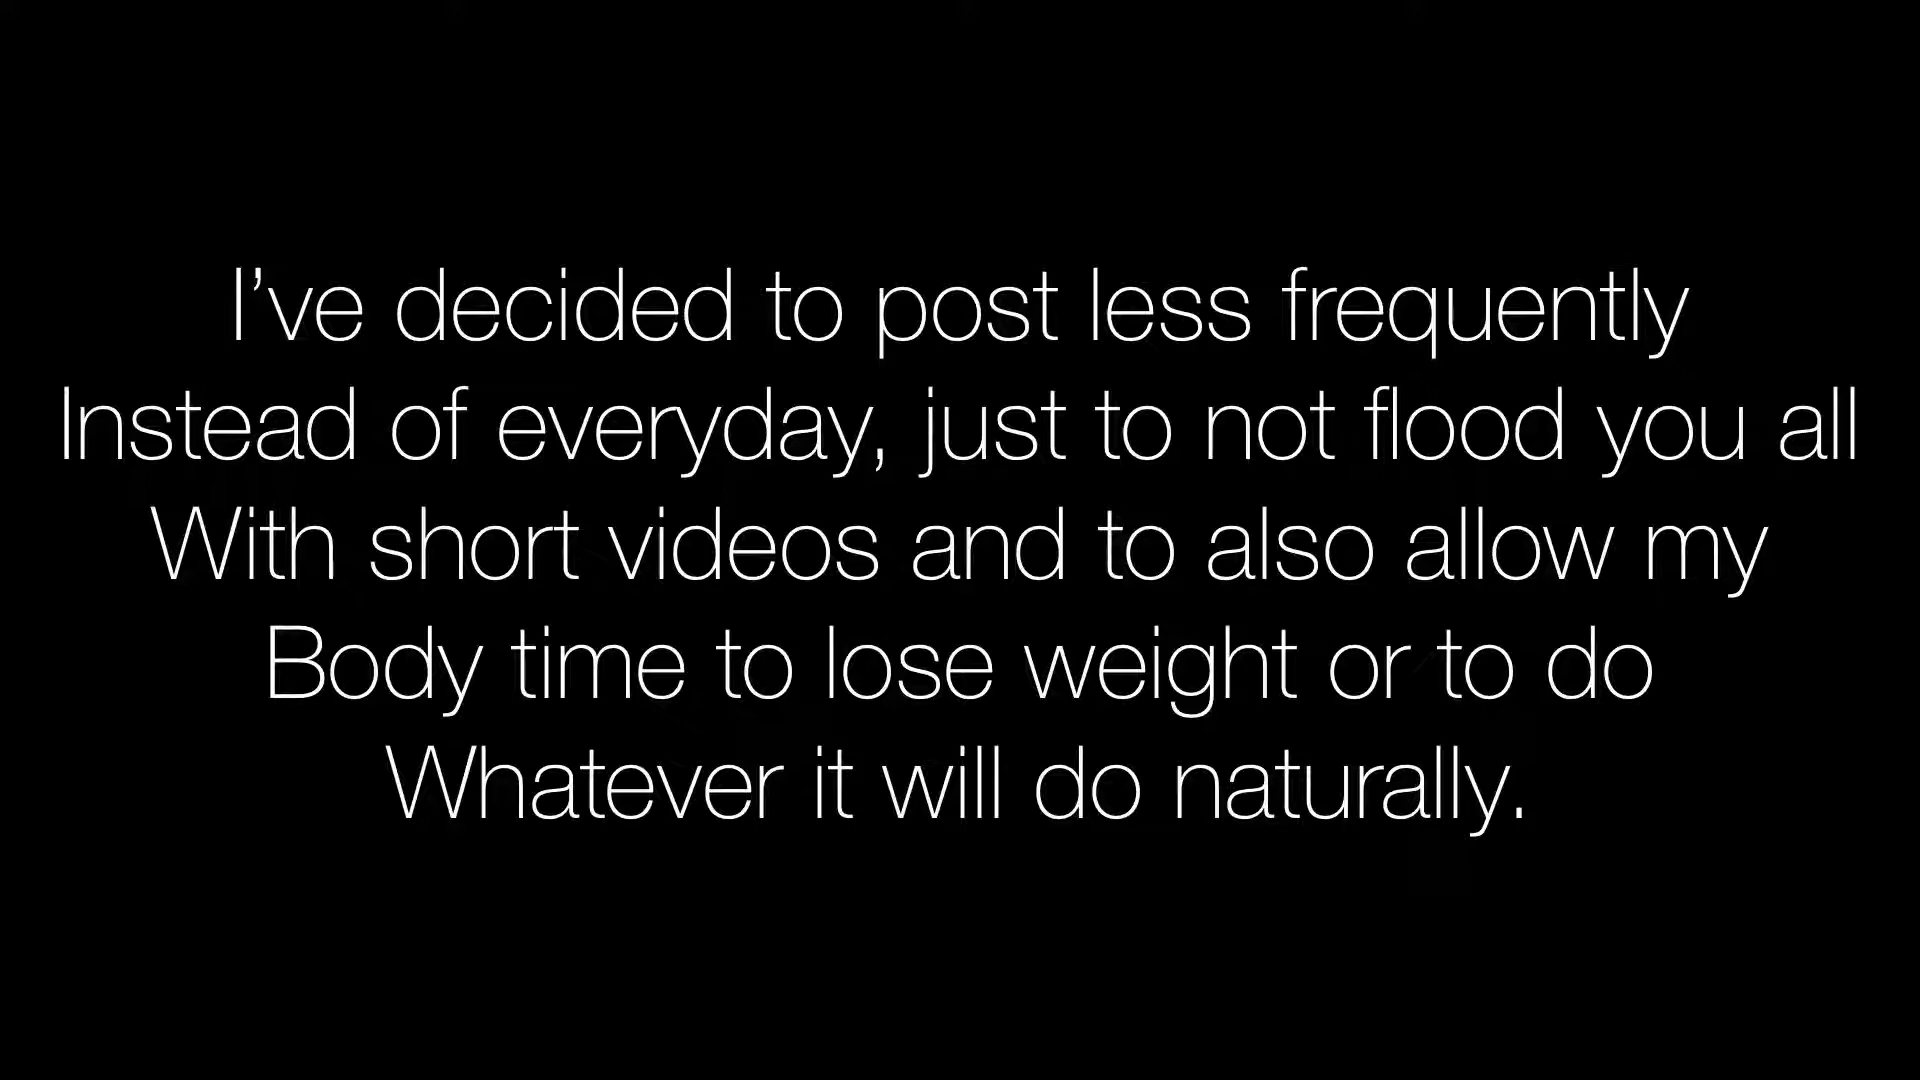 I’ve decided to post less frequently
Instead of everyday, just to not flood you all
With short videos and to also allow my
Body time to lose weight or to do
Whatever it will do naturally.